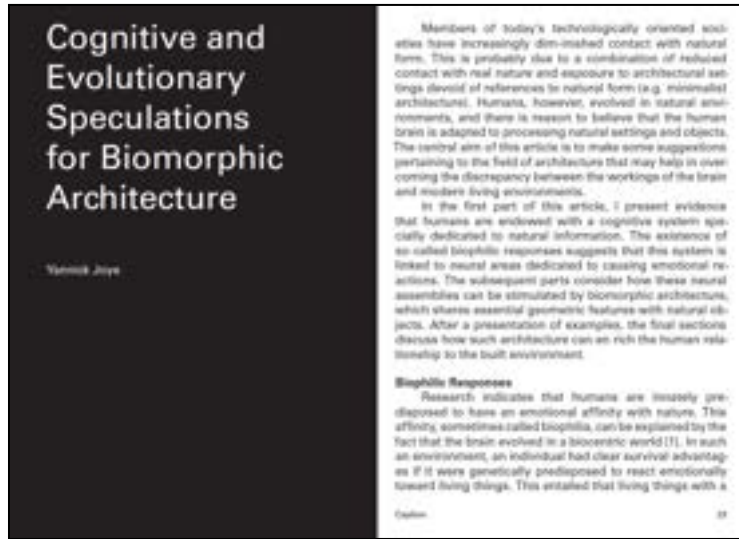 Cognitive and
Evolutionary
Speculations
for Biomorphic
Architecture
Yannick Joye
Members of today's technologically oriented soci-
eties have increasingly dim-inished contact with natural
form. This is probably due to a combination of reduced
contact with real nature and exposure to architectural set-
tings devoid of references to natural form (e.g. minimalist
architecture). Humans, however, evolved in natural envi-
ronments, and there is reason to believe that the human
brain is adapted to processing natural settings and objects.
The central aim of this article is to make some suggestions
pertaining to the field of architecture that may help in over-
coming the discrepancy between the workings of the brain
and modern living environments.
In the first part of this article, I present evidence
that humans are endowed with a cognitive system spe-
cially dedicated to natural information. The existence of
so called biophilic responses suggests that this system is
linked to neural areas dedicated to causing emotional re-
actions. The subsequent parts consider how these neural
assemblies can be stimulated by biomorphic architecture,
which shares essential geometric features with natural ob-
jects. After a presentation of examples, the final sections
discuss how such architecture can en rich the human rela-
tionship to the built environment.
Biophilic Responses
Research indicates that humans are innately pre-
disposed to have an emotional affinity with nature. This
affinity, sometimes called biophilia, can be explained by the
fact that the brain evolved in a biocentric world [1]. In such
an environment, an individual had clear survival advantag-
es if it were genetically predisposed to react emotionally
toward living things. This entailed that living things with a
Caption